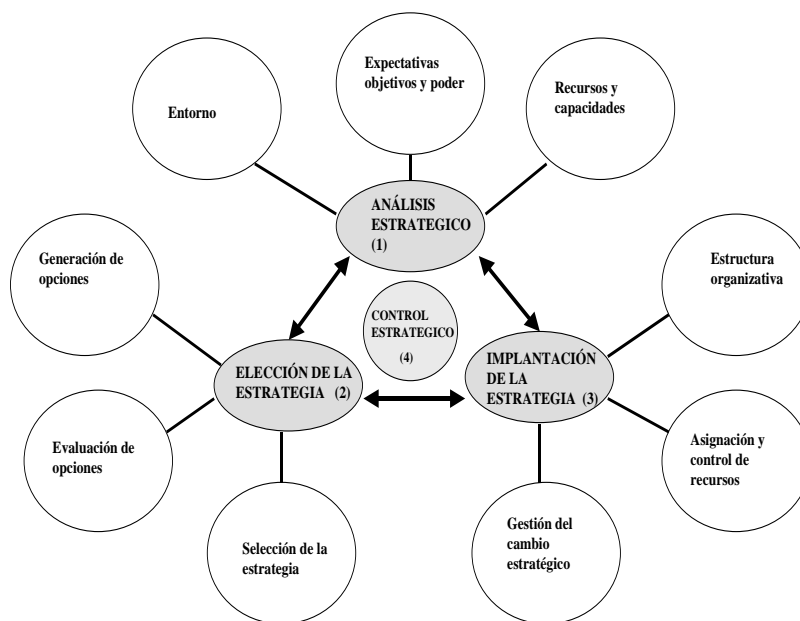 Expectativas
objetivos y poder
Recursos y
capacidades
Entorno
ANÁLISIS
ESTRATEGICO
(1)
Generación de
opciones
Estructura
organizativa
CONTROL
ESTRATEGICO
(4)
ELECCIÓN DE LA
ESTRATEGIA (2)
IMPLANTACIÓN
DE LA
ESTRATEGIA (3)
Evaluación de
opciones
Asignación y
control de
recursos
Selección de la
estrategia
Gestión del
cambio
estratégico